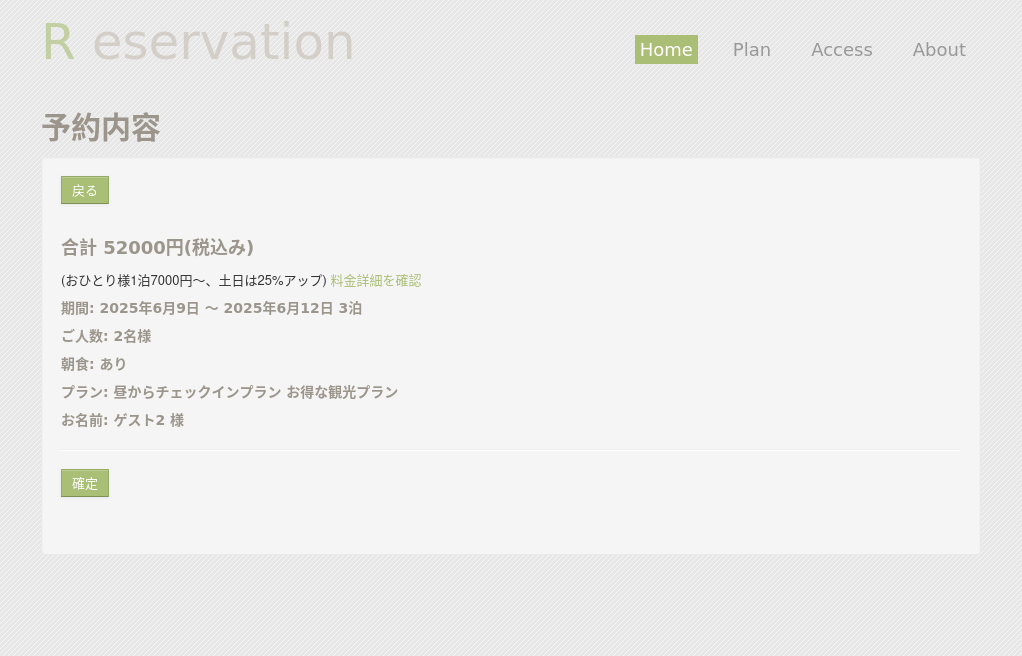 R eservation
Home Plan Access About
予約内容
戻る
合計 52000円(税込み)
(おひとり様1泊7000円〜、土日は25%アップ) 料金詳細を確認
期間: 2025年6月9日 〜 2025年6月12日 3泊
ご人数: 2名様
朝食: あり
プラン: 昼からチェックインプラン お得な観光プラン
お名前: ゲスト2 様
確定